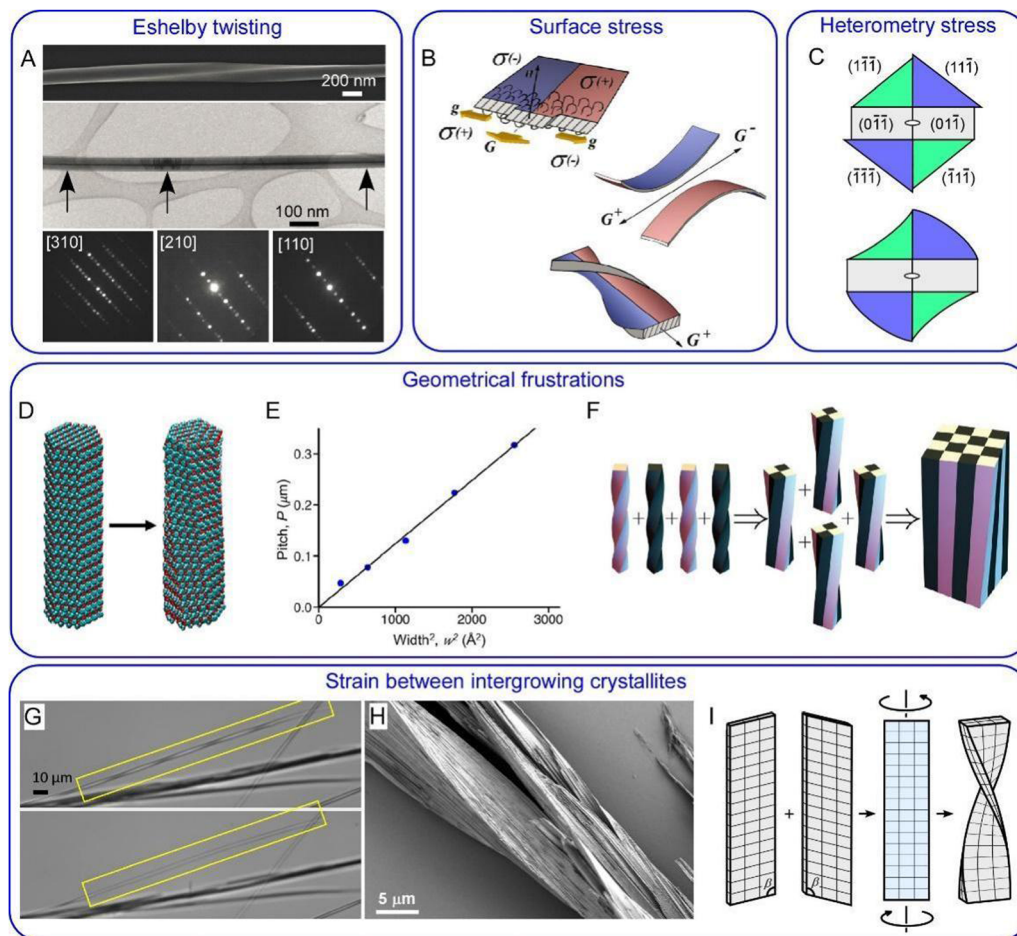 Eshelby twisting
A
200 nm
100 nm
[310]
[210]
[110]
Surface stress
B
σ(-)
n
σ(+)
g
σ(+)
G
g
σ(-)
G⁻
G⁺
G⁺
Heterometry stress
C
(11̅1̅)
(111̅)
(01̅1̅)
(011̅)
(1̅1̅1̅)
(1̅11̅)
Geometrical frustrations
D
E
Pitch, P (μm)
0.3
0.2
0.1
0.0
0
1000
2000
3000
Width², w² (Å²)
F
+
+
+
+
+
+
Strain between intergrowing crystallites
G
10 μm
H
5 μm
I
β
+
β